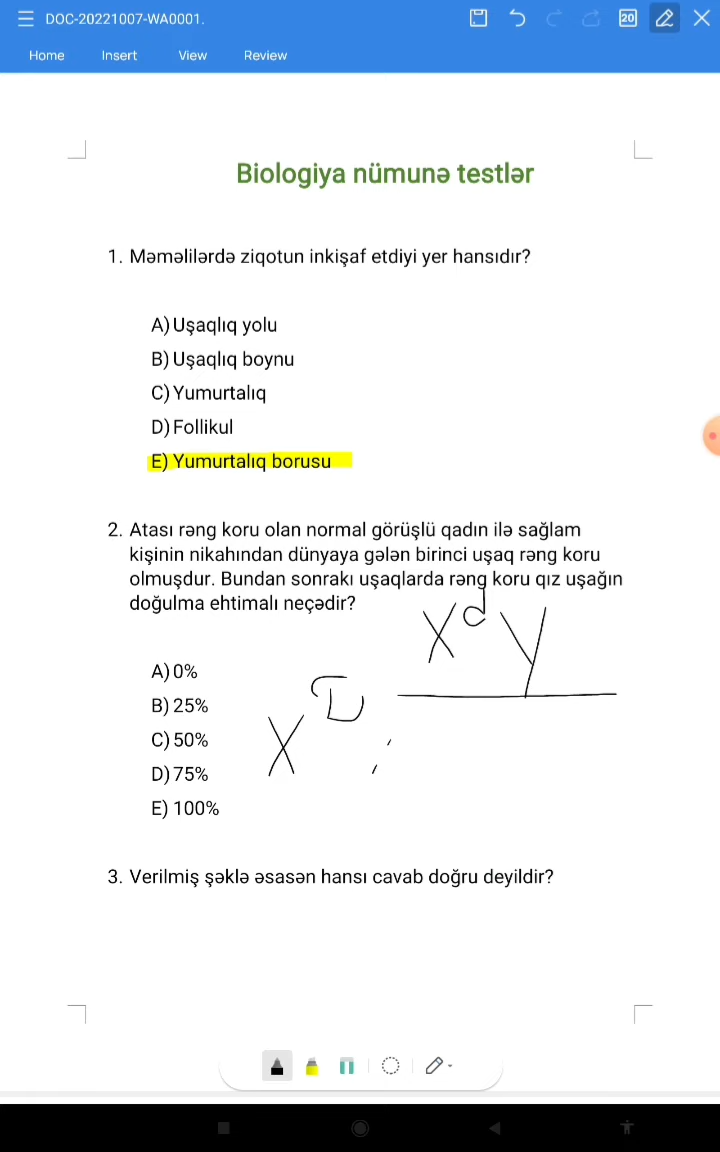 DOC-20221007-WA0001.
20
Home Insert View Review
Biologiya nümunə testlər
1. Məməlilərdə ziqotun inkişaf etdiyi yer hansıdır?
A) Uşaqlıq yolu
B) Uşaqlıq boynu
C) Yumurtalıq
D) Follikul
E) Yumurtalıq borusu
2. Atası rəng koru olan normal görüşlü qadın ilə sağlam
kişinin nikahından dünyaya gələn birinci uşaq rəng koru
olmuşdur. Bundan sonrakı uşaqlarda rəng koru qız uşağın
doğulma ehtimalı neçədir?
X^d Y
A) 0%
X^D
B) 25%
C) 50%
D) 75%
E) 100%
3. Verilmiş şəklə əsasən hansı cavab doğru deyildir?